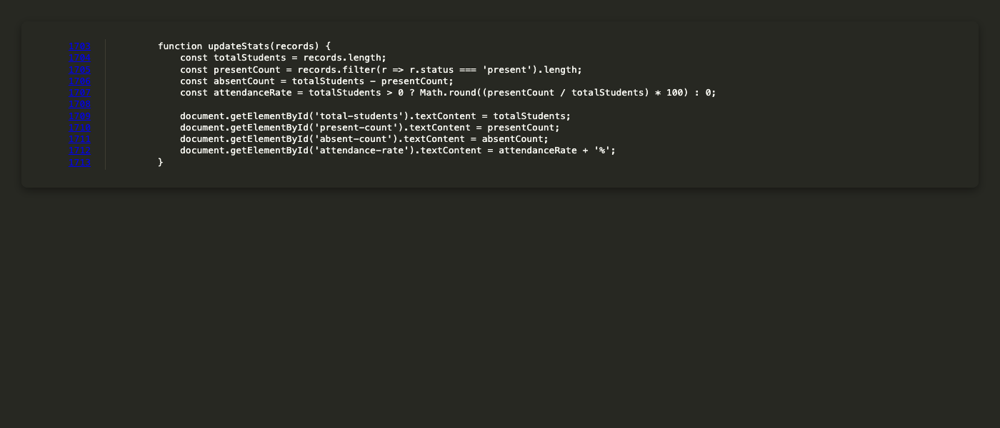 1703 function updateStats(records) {
1704 const totalStudents = records.length;
1705 const presentCount = records.filter(r => r.status === 'present').length;
1706 const absentCount = totalStudents - presentCount;
1707 const attendanceRate = totalStudents > 0 ? Math.round((presentCount / totalStudents) * 100) : 0;
1708
1709 document.getElementById('total-students').textContent = totalStudents;
1710 document.getElementById('present-count').textContent = presentCount;
1711 document.getElementById('absent-count').textContent = absentCount;
1712 document.getElementById('attendance-rate').textContent = attendanceRate + '%';
1713 }